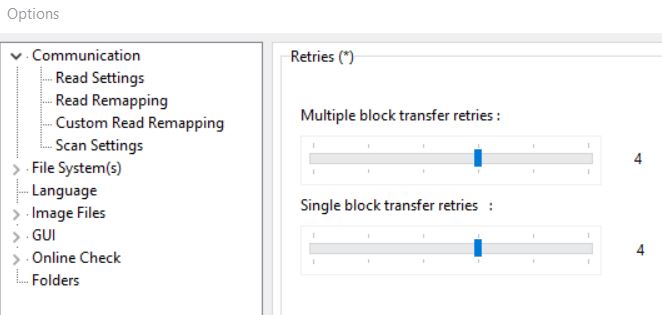 Options
Communication
Read Settings
Read Remapping
Custom Read Remapping
Scan Settings
File System(s)
Language
Image Files
GUI
Online Check
Folders
Retries (*)
Multiple block transfer retries :
4
Single block transfer retries :
4